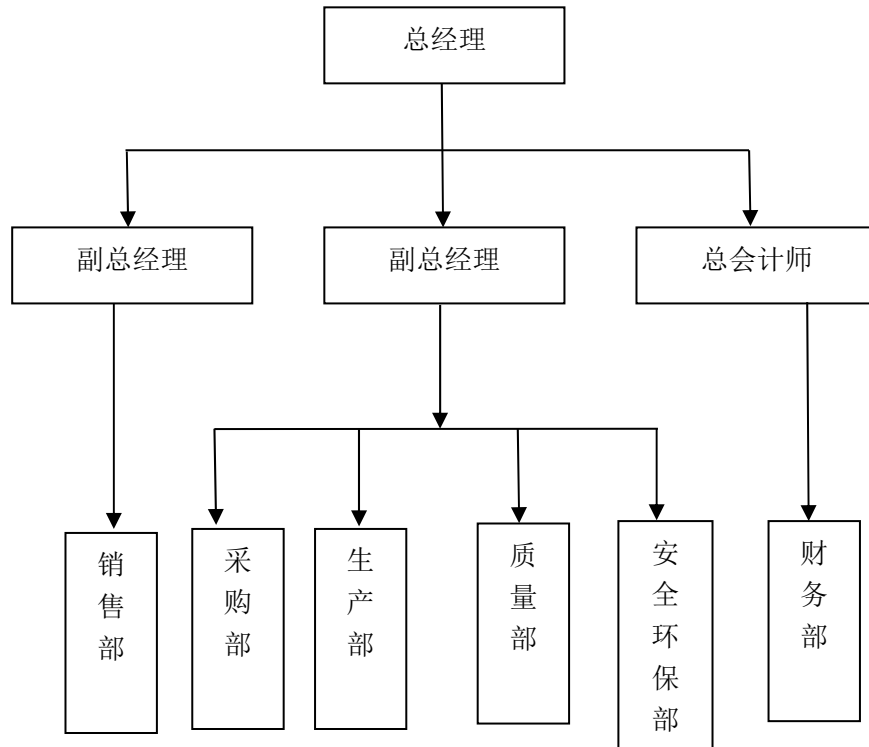 总经理
副总经理
副总经理
总会计师
销售部
采购部
生产部
质量部
安全环保部
财务部